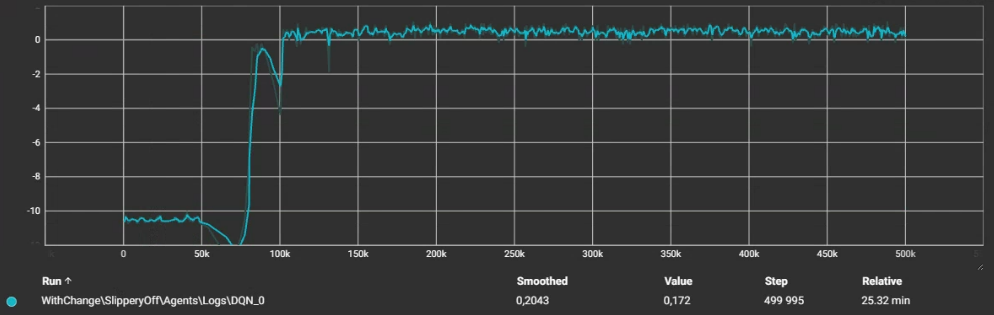 0
-2
-4
-6
-8
-10
0 50k 100k 150k 200k 250k 300k 350k 400k 450k 500k
Run ↑ Smoothed Value Step Relative
WithChange\SlipperyOff\Agents\Logs\DQN_0 0,2043 0,172 499 995 25.32 min